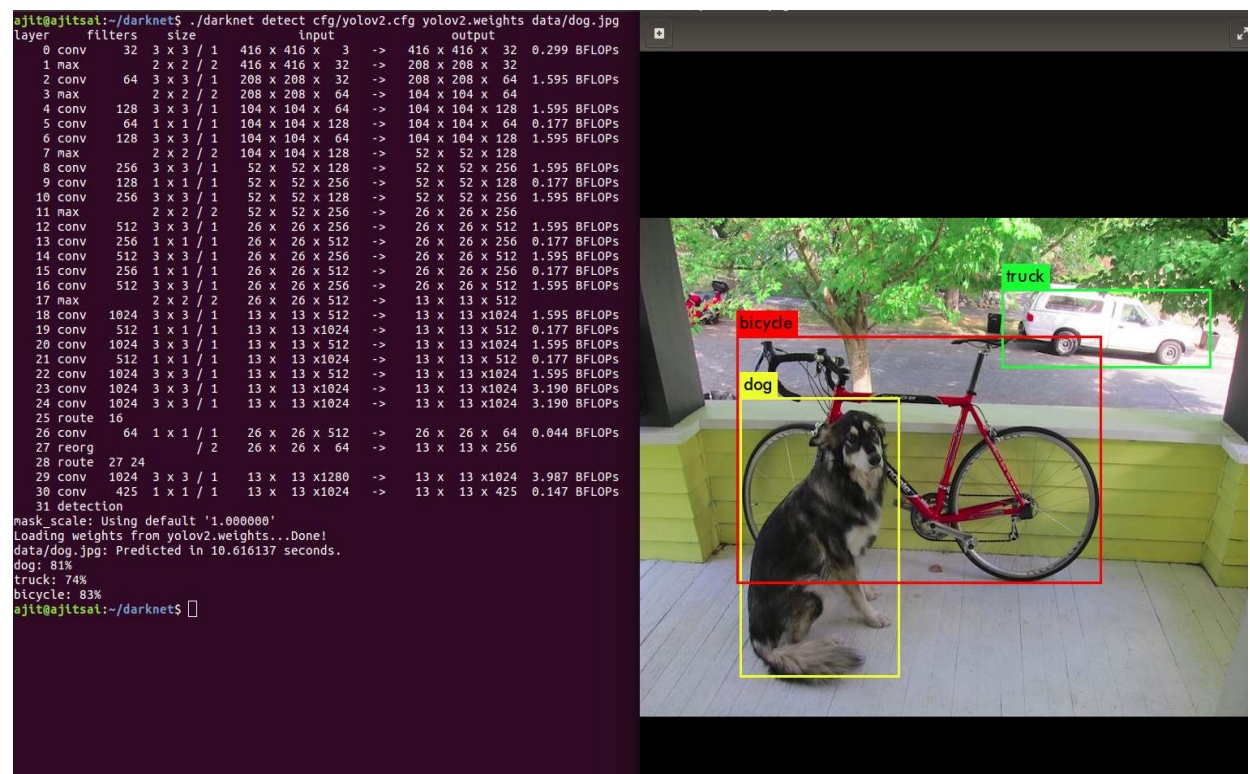 ajit@ajitsai:~/darknet$ ./darknet detect cfg/yolov2.cfg yolov2.weights data/dog.jpg
layer     filters    size              input                output
    0 conv     32  3 x 3 / 1   416 x 416 x   3   ->   416 x 416 x  32  0.299 BFLOPs
    1 max          2 x 2 / 2   416 x 416 x  32   ->   208 x 208 x  32
    2 conv     64  3 x 3 / 1   208 x 208 x  32   ->   208 x 208 x  64  1.595 BFLOPs
    3 max          2 x 2 / 2   208 x 208 x  64   ->   104 x 104 x  64
    4 conv    128  3 x 3 / 1   104 x 104 x  64   ->   104 x 104 x 128  1.595 BFLOPs
    5 conv     64  1 x 1 / 1   104 x 104 x 128   ->   104 x 104 x  64  0.177 BFLOPs
    6 conv    128  3 x 3 / 1   104 x 104 x  64   ->   104 x 104 x 128  1.595 BFLOPs
    7 max          2 x 2 / 2   104 x 104 x 128   ->    52 x  52 x 128
    8 conv    256  3 x 3 / 1    52 x  52 x 128   ->    52 x  52 x 256  1.595 BFLOPs
    9 conv    128  1 x 1 / 1    52 x  52 x 256   ->    52 x  52 x 128  0.177 BFLOPs
   10 conv    256  3 x 3 / 1    52 x  52 x 128   ->    52 x  52 x 256  1.595 BFLOPs
   11 max          2 x 2 / 2    52 x  52 x 256   ->    26 x  26 x 256
   12 conv    512  3 x 3 / 1    26 x  26 x 256   ->    26 x  26 x 512  1.595 BFLOPs
   13 conv    256  1 x 1 / 1    26 x  26 x 512   ->    26 x  26 x 256  0.177 BFLOPs
   14 conv    512  3 x 3 / 1    26 x  26 x 256   ->    26 x  26 x 512  1.595 BFLOPs
   15 conv    256  1 x 1 / 1    26 x  26 x 512   ->    26 x  26 x 256  0.177 BFLOPs
   16 conv    512  3 x 3 / 1    26 x  26 x 256   ->    26 x  26 x 512  1.595 BFLOPs
   17 max          2 x 2 / 2    26 x  26 x 512   ->    13 x  13 x 512
   18 conv   1024  3 x 3 / 1    13 x  13 x 512   ->    13 x  13 x1024  1.595 BFLOPs
   19 conv    512  1 x 1 / 1    13 x  13 x1024   ->    13 x  13 x 512  0.177 BFLOPs
   20 conv   1024  3 x 3 / 1    13 x  13 x 512   ->    13 x  13 x1024  1.595 BFLOPs
   21 conv    512  1 x 1 / 1    13 x  13 x1024   ->    13 x  13 x 512  0.177 BFLOPs
   22 conv   1024  3 x 3 / 1    13 x  13 x 512   ->    13 x  13 x1024  1.595 BFLOPs
   23 conv   1024  3 x 3 / 1    13 x  13 x1024   ->    13 x  13 x1024  3.190 BFLOPs
   24 conv   1024  3 x 3 / 1    13 x  13 x1024   ->    13 x  13 x1024  3.190 BFLOPs
   25 route  16
   26 conv     64  1 x 1 / 1    26 x  26 x 512   ->    26 x  26 x  64  0.044 BFLOPs
   27 reorg              / 2    26 x  26 x  64   ->    13 x  13 x 256
   28 route  27 24
   29 conv   1024  3 x 3 / 1    13 x  13 x1280   ->    13 x  13 x1024  3.987 BFLOPs
   30 conv    425  1 x 1 / 1    13 x  13 x1024   ->    13 x  13 x 425  0.147 BFLOPs
   31 detection
mask_scale: Using default '1.000000'
Loading weights from yolov2.weights...Done!
data/dog.jpg: Predicted in 10.616137 seconds.
dog: 81%
truck: 74%
bicycle: 83%
ajit@ajitsai:~/darknet$
truck
bicycle
dog